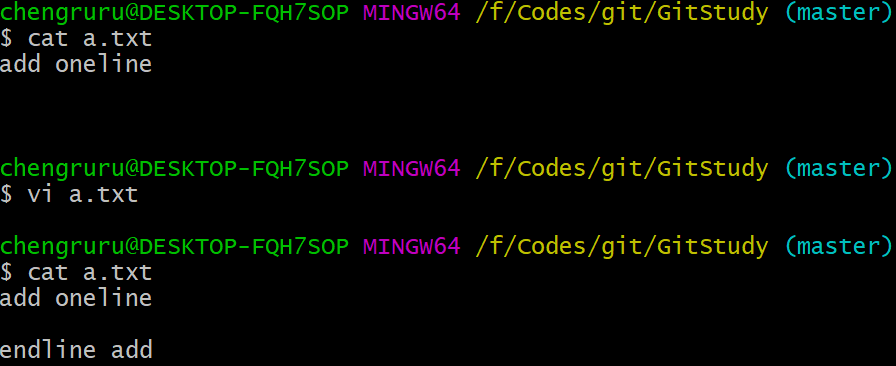 chengruru@DESKTOP-FQH7SOP MINGW64 /f/Codes/git/GitStudy (master)
$ cat a.txt
add oneline
chengruru@DESKTOP-FQH7SOP MINGW64 /f/Codes/git/GitStudy (master)
$ vi a.txt
chengruru@DESKTOP-FQH7SOP MINGW64 /f/Codes/git/GitStudy (master)
$ cat a.txt
add oneline
endline add